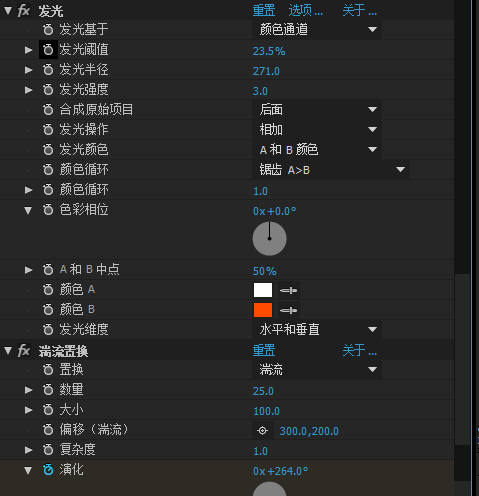 fx 发光 重置 选项... 关于...
发光基于 颜色通道
发光阈值 23.5%
发光半径 271.0
发光强度 3.0
合成原始项目 后面
发光操作 相加
发光颜色 A 和 B 颜色
颜色循环 锯齿 A>B
颜色循环 1.0
色彩相位 0x+0.0°
A 和 B 中点 50%
颜色 A
颜色 B
发光维度 水平和垂直
fx 湍流置换 重置 关于...
置换 湍流
数量 25.0
大小 100.0
偏移（湍流） 300.0,200.0
复杂度 1.0
演化 0x+264.0°